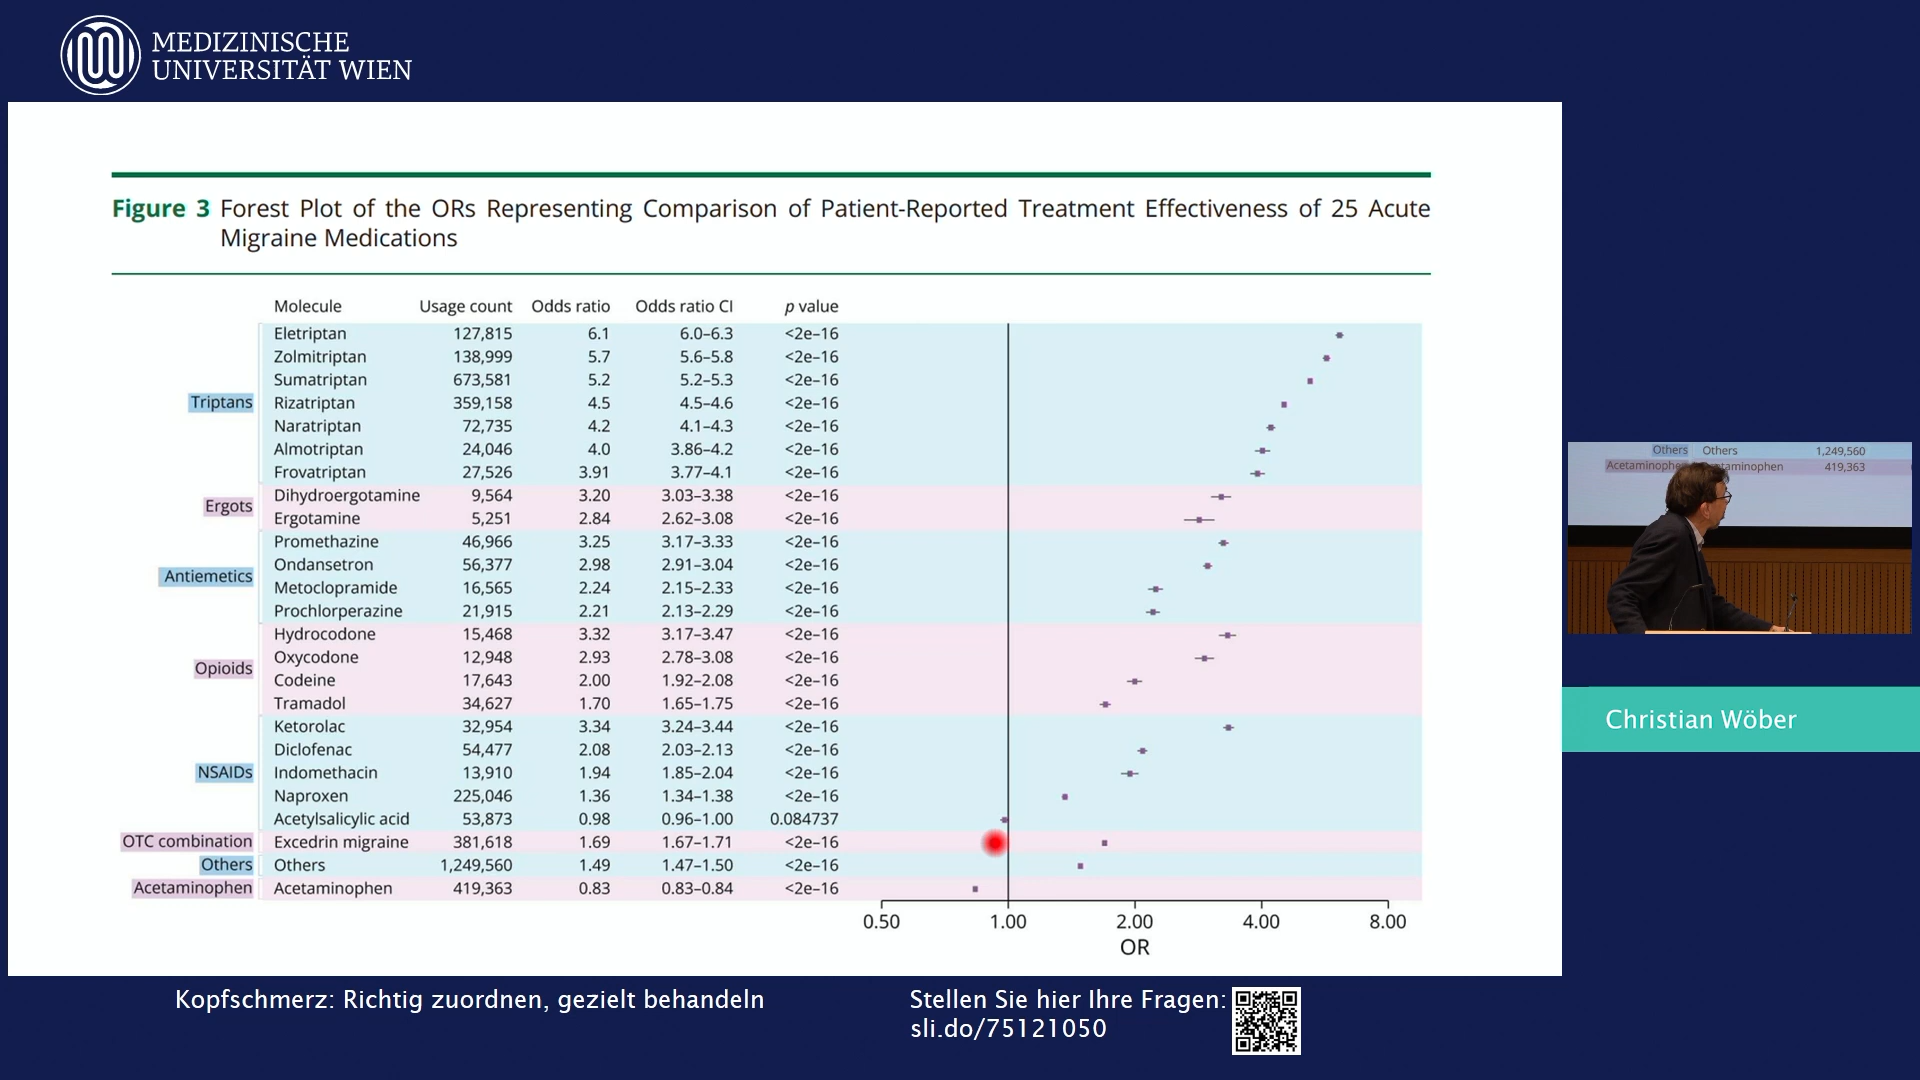 MEDIZINISCHE
UNIVERSITÄT WIEN
Figure 3 Forest Plot of the ORs Representing Comparison of Patient-Reported Treatment Effectiveness of 25 Acute
Migraine Medications
Molecule Usage count Odds ratio Odds ratio CI p value
Triptans
Eletriptan 127,815 6.1 6.0–6.3 <2e–16
Zolmitriptan 138,999 5.7 5.6–5.8 <2e–16
Sumatriptan 673,581 5.2 5.2–5.3 <2e–16
Rizatriptan 359,158 4.5 4.5–4.6 <2e–16
Naratriptan 72,735 4.2 4.1–4.3 <2e–16
Almotriptan 24,046 4.0 3.86–4.2 <2e–16
Frovatriptan 27,526 3.91 3.77–4.1 <2e–16
Ergots
Dihydroergotamine 9,564 3.20 3.03–3.38 <2e–16
Ergotamine 5,251 2.84 2.62–3.08 <2e–16
Antiemetics
Promethazine 46,966 3.25 3.17–3.33 <2e–16
Ondansetron 56,377 2.98 2.91–3.04 <2e–16
Metoclopramide 16,565 2.24 2.15–2.33 <2e–16
Prochlorperazine 21,915 2.21 2.13–2.29 <2e–16
Opioids
Hydrocodone 15,468 3.32 3.17–3.47 <2e–16
Oxycodone 12,948 2.93 2.78–3.08 <2e–16
Codeine 17,643 2.00 1.92–2.08 <2e–16
Tramadol 34,627 1.70 1.65–1.75 <2e–16
NSAIDs
Ketorolac 32,954 3.34 3.24–3.44 <2e–16
Diclofenac 54,477 2.08 2.03–2.13 <2e–16
Indomethacin 13,910 1.94 1.85–2.04 <2e–16
Naproxen 225,046 1.36 1.34–1.38 <2e–16
Acetylsalicylic acid 53,873 0.98 0.96–1.00 0.084737
OTC combination Excedrin migraine 381,618 1.69 1.67–1.71 <2e–16
Others Others 1,249,560 1.49 1.47–1.50 <2e–16
Acetaminophen Acetaminophen 419,363 0.83 0.83–0.84 <2e–16
0.50 1.00 2.00 4.00 8.00
OR
Others Others 1,249,560
419,363
Christian Wöber
Kopfschmerz: Richtig zuordnen, gezielt behandeln
Stellen Sie hier Ihre Fragen:
sli.do/75121050